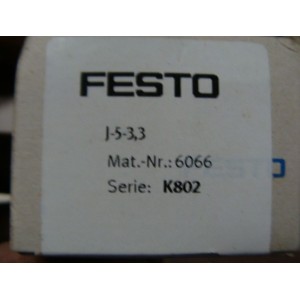 FESTO
J-5-3,3
Mat.-Nr.: 6066
Serie: K802